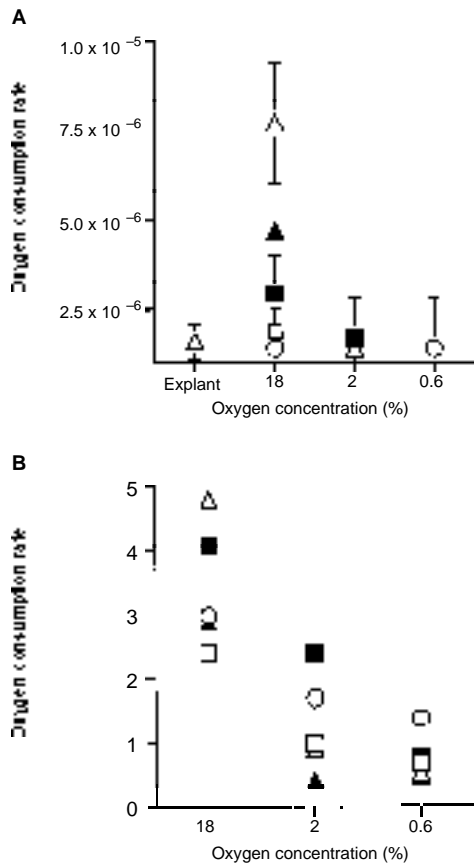 A
Oxygen consumption rate
1.0 x 10 ⁻⁵
7.5 x 10 ⁻⁶
5.0 x 10 ⁻⁶
2.5 x 10 ⁻⁶
Explant 18 2 0.6
Oxygen concentration (%)
B
Oxygen consumption rate
5
4
3
2
1
0
18 2 0.6
Oxygen concentration (%)